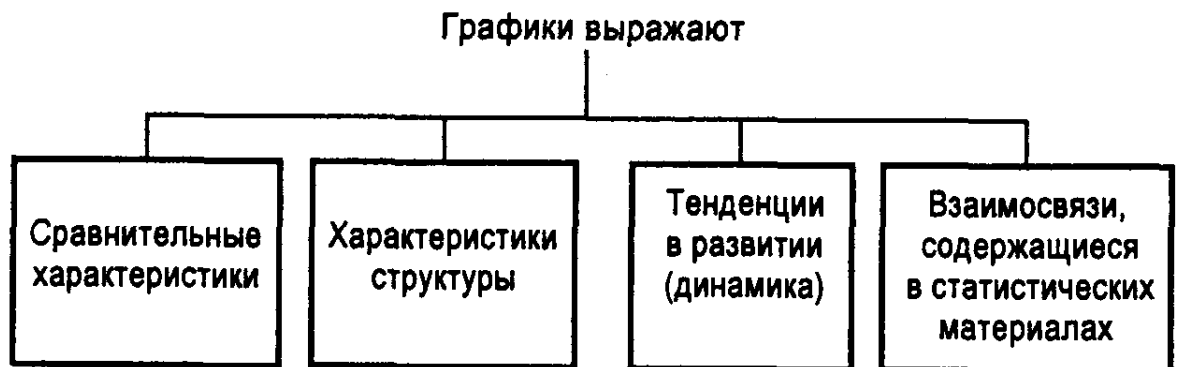 Графики выражают
Сравнительные
характеристики
Характеристики
структуры
Тенденции
в развитии
(динамика)
Взаимосвязи,
содержащиеся
в статистических
материалах